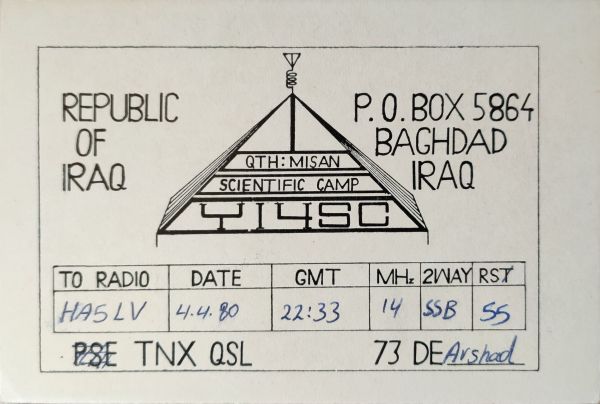 REPUBLIC
OF
IRAQ
P.O. BOX 5864
BAGHDAD
IRAQ
QTH: MISAN
SCIENTIFIC CAMP
YI4SC
TO RADIO DATE GMT MHz 2WAY RST
HA5LV 4.4.80 22:33 14 SSB 55
PSE TNX QSL 73 DE Arshad